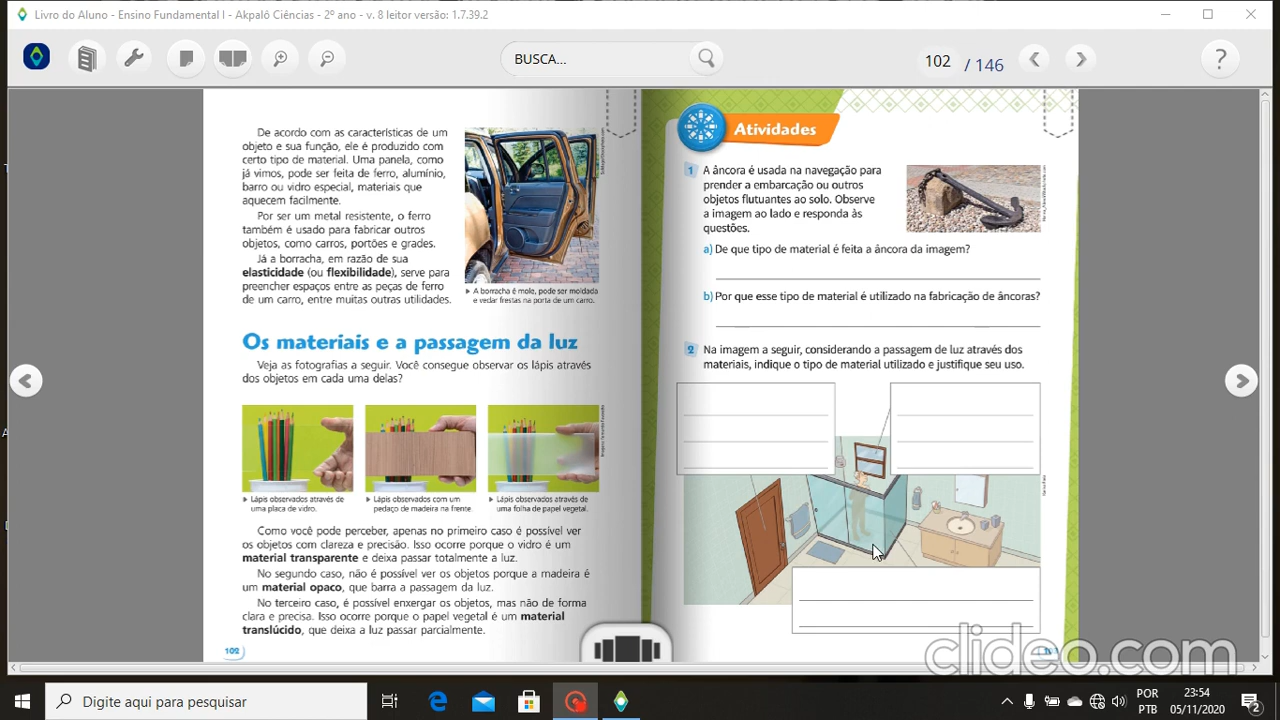 Livro do Aluno - Ensino Fundamental I - Akpalô Ciências - 2º ano - v. 8 leitor versão: 1.7.39.2
BUSCA...
102 / 146
?
De acordo com as características de um
objeto e sua função, ele é produzido com
certo tipo de material. Uma panela, como
já vimos, pode ser feita de ferro, alumínio,
barro ou vidro especial, materiais que
aquecem facilmente.
Por ser um metal resistente, o ferro
também é usado para fabricar outros
objetos, como carros, portões e grades.
Já a borracha, em razão de sua
elasticidade (ou flexibilidade), serve para
preencher espaços entre as peças de ferro
de um carro, entre muitas outras utilidades.
A borracha é mole, pode ser moldada
e vedar frestas na porta de um carro.
Os materiais e a passagem da luz
Veja as fotografias a seguir. Você consegue observar os lápis através
dos objetos em cada uma delas?
Lápis observados através de
uma placa de vidro.
Lápis observados com um
pedaço de madeira na frente.
Lápis observados através de
uma folha de papel vegetal.
Como você pode perceber, apenas no primeiro caso é possível ver
os objetos com clareza e precisão. Isso ocorre porque o vidro é um
material transparente e deixa passar totalmente a luz.
No segundo caso, não é possível ver os objetos porque a madeira é
um material opaco, que barra a passagem da luz.
No terceiro caso, é possível enxergar os objetos, mas não de forma
clara e precisa. Isso ocorre porque o papel vegetal é um material
translúcido, que deixa a luz passar parcialmente.
102
Atividades
1 A âncora é usada na navegação para
prender a embarcação ou outros
objetos flutuantes ao solo. Observe
a imagem ao lado e responda às
questões.
a) De que tipo de material é feita a âncora da imagem?
b) Por que esse tipo de material é utilizado na fabricação de âncoras?
2 Na imagem a seguir, considerando a passagem de luz através dos
materiais, indique o tipo de material utilizado e justifique seu uso.
clideo.com
Digite aqui para pesquisar
POR
PTB
23:54
05/11/2020
2